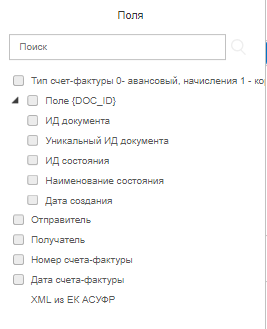 Поля
Поиск
Тип счет-фактуры 0- авансовый, начисления 1 - ко
Поле {DOC_ID}
ИД документа
Уникальный ИД документа
ИД состояния
Наименование состояния
Дата создания
Отправитель
Получатель
Номер счета-фактуры
Дата счета-фактуры
XML из ЕК АСУФР